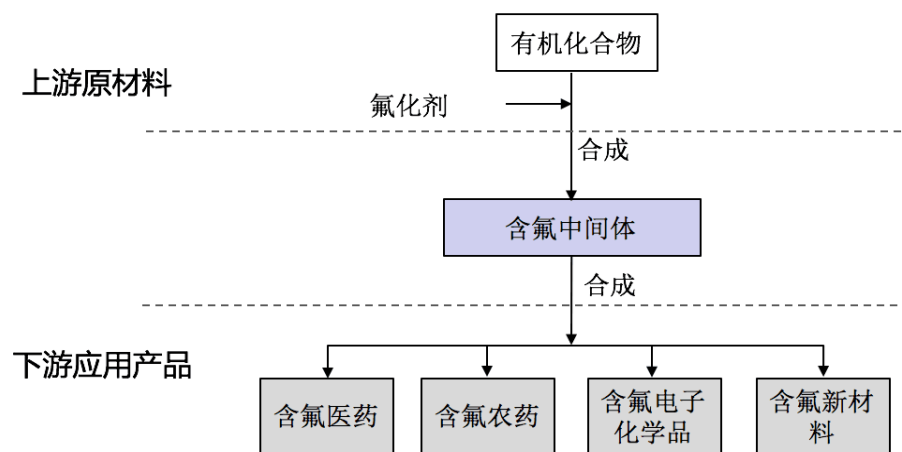 有机化合物
上游原材料
氟化剂
合成
含氟中间体
合成
下游应用产品
含氟医药
含氟农药
含氟电子
化学品
含氟新材
料